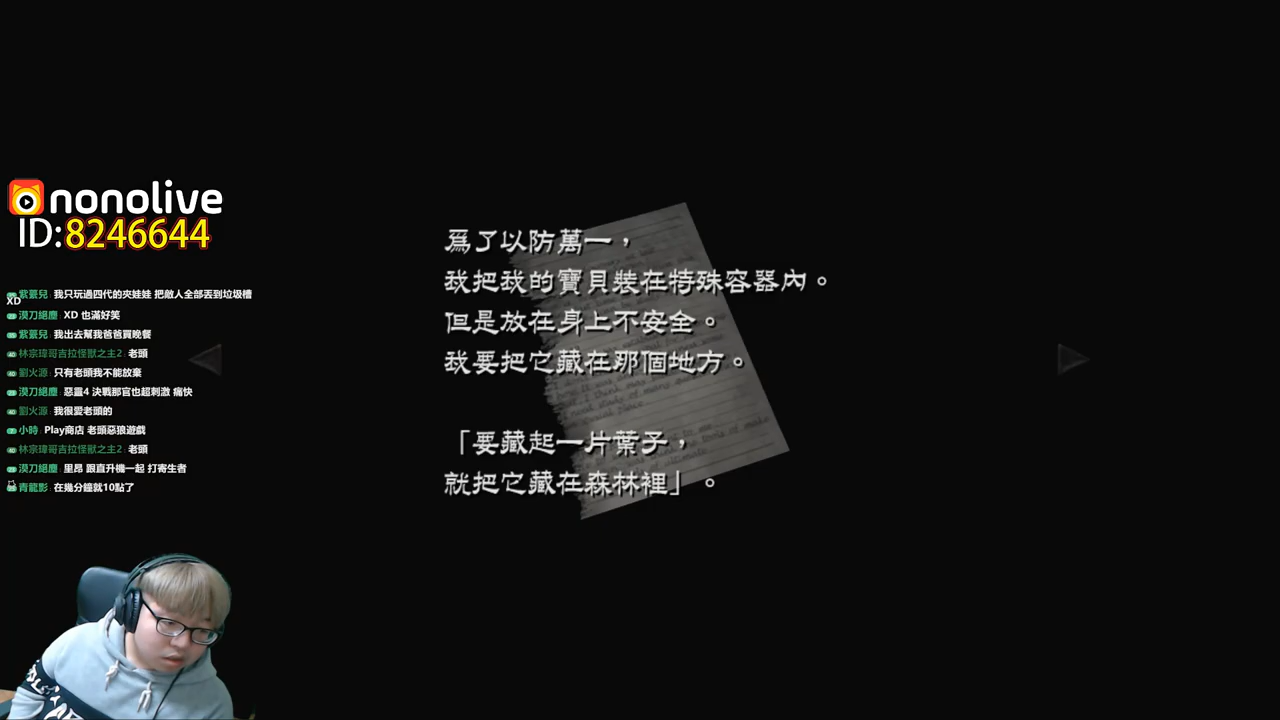 nonolive
ID:8246644
紫豪兒: 我只玩過四代的夾娃娃 把敵人全部丟到垃圾槽
XD
漠刀絕塵: XD 也滿好笑
紫豪兒: 我出去幫我爸爸買晚餐
林宗瑋哥吉拉怪獸之主2: 老頭
劉火源: 只有老頭我不能放棄
漠刀絕塵: 惡靈4 決戰那官也超刺激 痛快
劉火源: 我很愛老頭的
小時: Play商店 老頭惡狼遊戲
林宗瑋哥吉拉怪獸之主2: 老頭
漠刀絕塵: 里昂 跟直升機一起 打寄生者
青龍影: 在幾分鐘就10點了
爲了以防萬一，
我把我的寶貝裝在特殊容器內。
但是放在身上不安全。
我要把它藏在那個地方。
「要藏起一片葉子，
就把它藏在森林裡」。